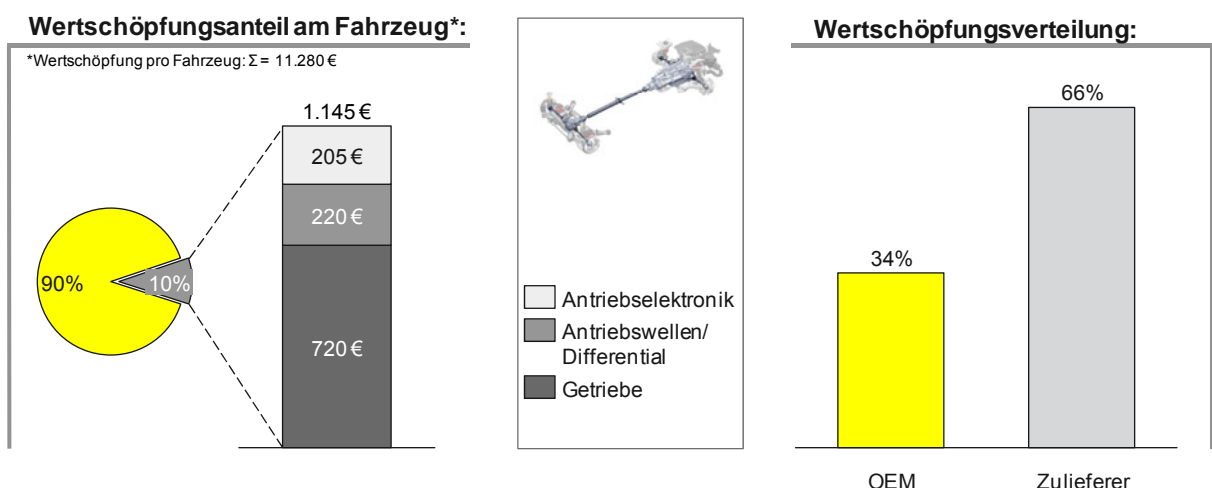 Wertschöpfungsanteil am Fahrzeug*:
*Wertschöpfung pro Fahrzeug: Σ = 11.280 €
1.145 €
205 €
220 €
720 €
90%
10%
Antriebselektronik
Antriebswellen/
Differential
Getriebe
Wertschöpfungsverteilung:
66%
34%
OEM
Zulieferer